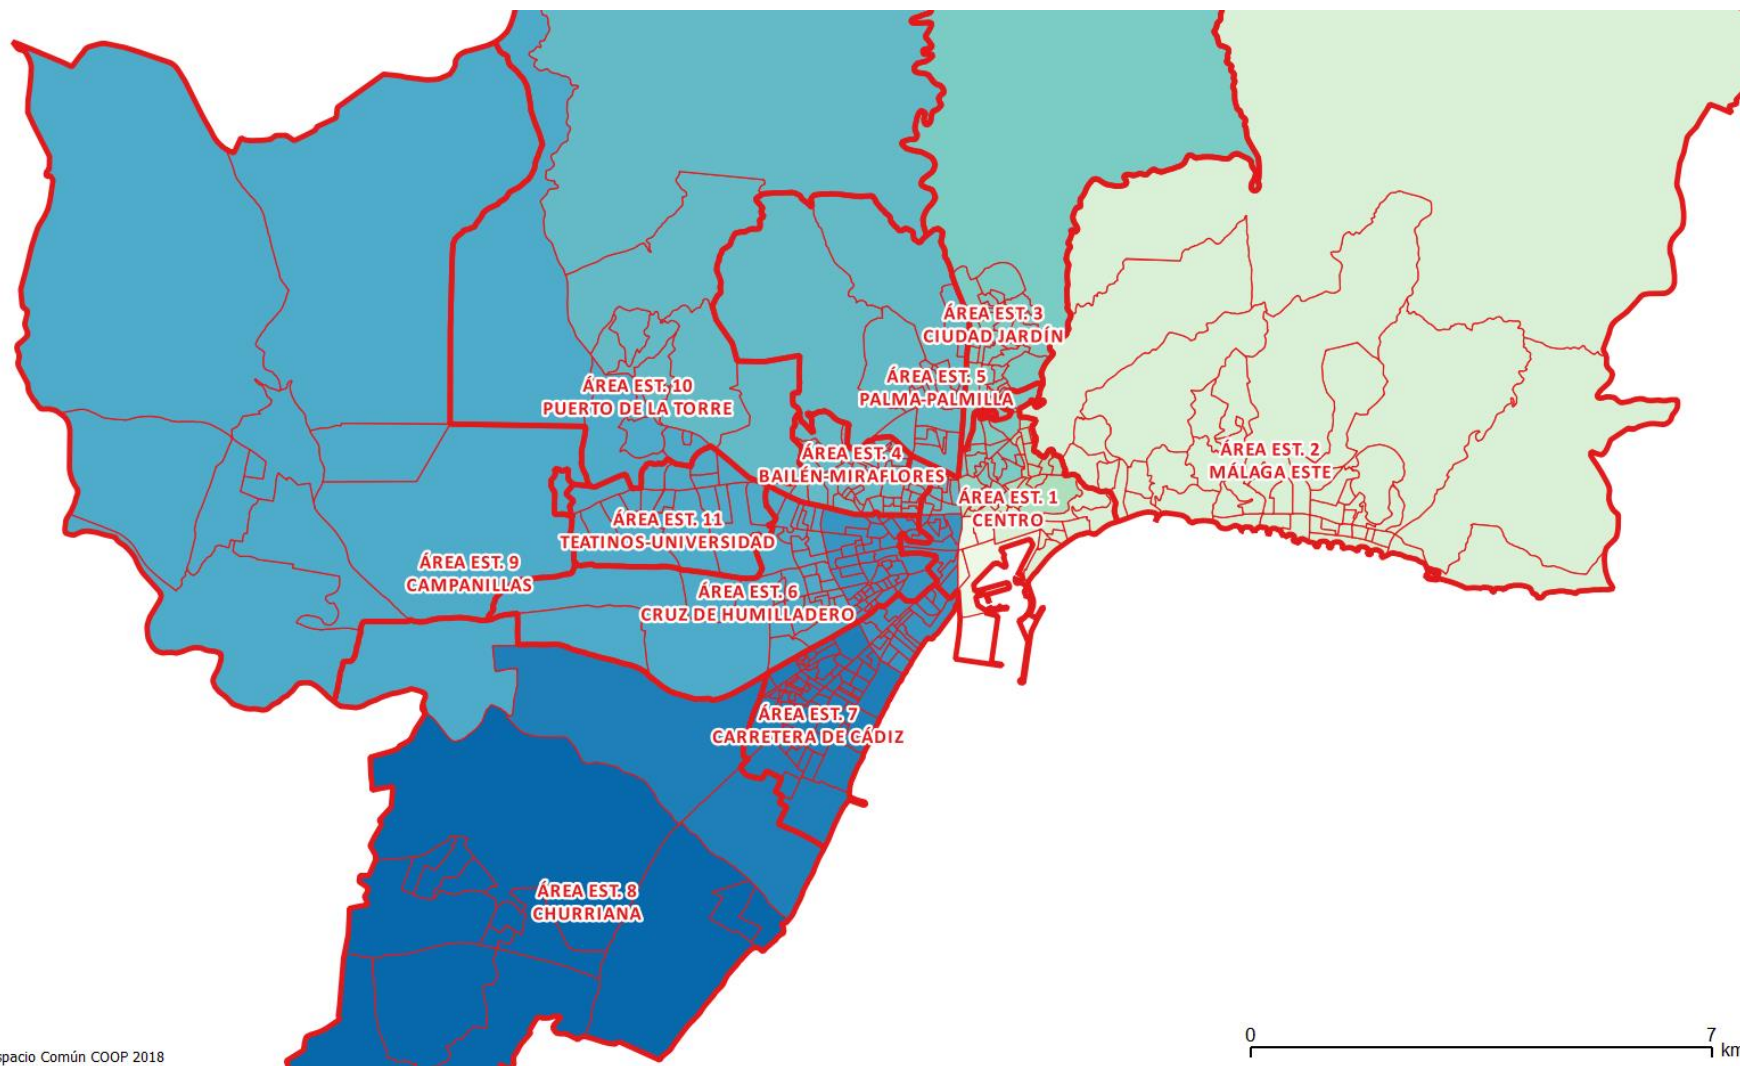 ÁREA EST. 3
CIUDAD JARDÍN
ÁREA EST. 5
PALMA-PALMILLA
ÁREA EST. 10
PUERTO DE LA TORRE
ÁREA EST. 4
BAILÉN-MIRAFLORES
ÁREA EST. 2
MÁLAGA ESTE
ÁREA EST. 1
CENTRO
ÁREA EST. 11
TEATINOS-UNIVERSIDAD
ÁREA EST. 9
CAMPANILLAS
ÁREA EST. 6
CRUZ DE HUMILLADERO
ÁREA EST. 7
CARRETERA DE CÁDIZ
ÁREA EST. 8
CHURRIANA
0 7
km
spacio Común COOP 2018